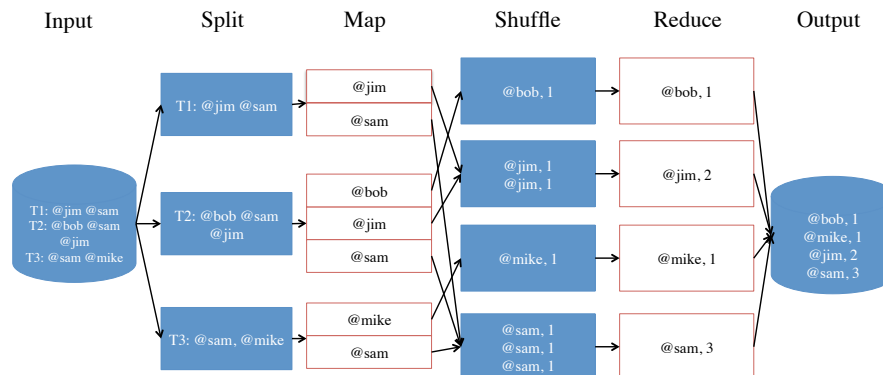 Input
Split
Map
Shuffle
Reduce
Output
T1: @jim @sam
T2: @bob @sam
@jim
T3: @sam @mike
T1: @jim @sam
T2: @bob @sam
@jim
T3: @sam, @mike
@jim
@sam
@bob
@jim
@sam
@mike
@sam
@bob, 1
@jim, 1
@jim, 1
@mike, 1
@sam, 1
@sam, 1
@sam, 1
@bob, 1
@jim, 2
@mike, 1
@sam, 3
@bob, 1
@mike, 1
@jim, 2
@sam, 3